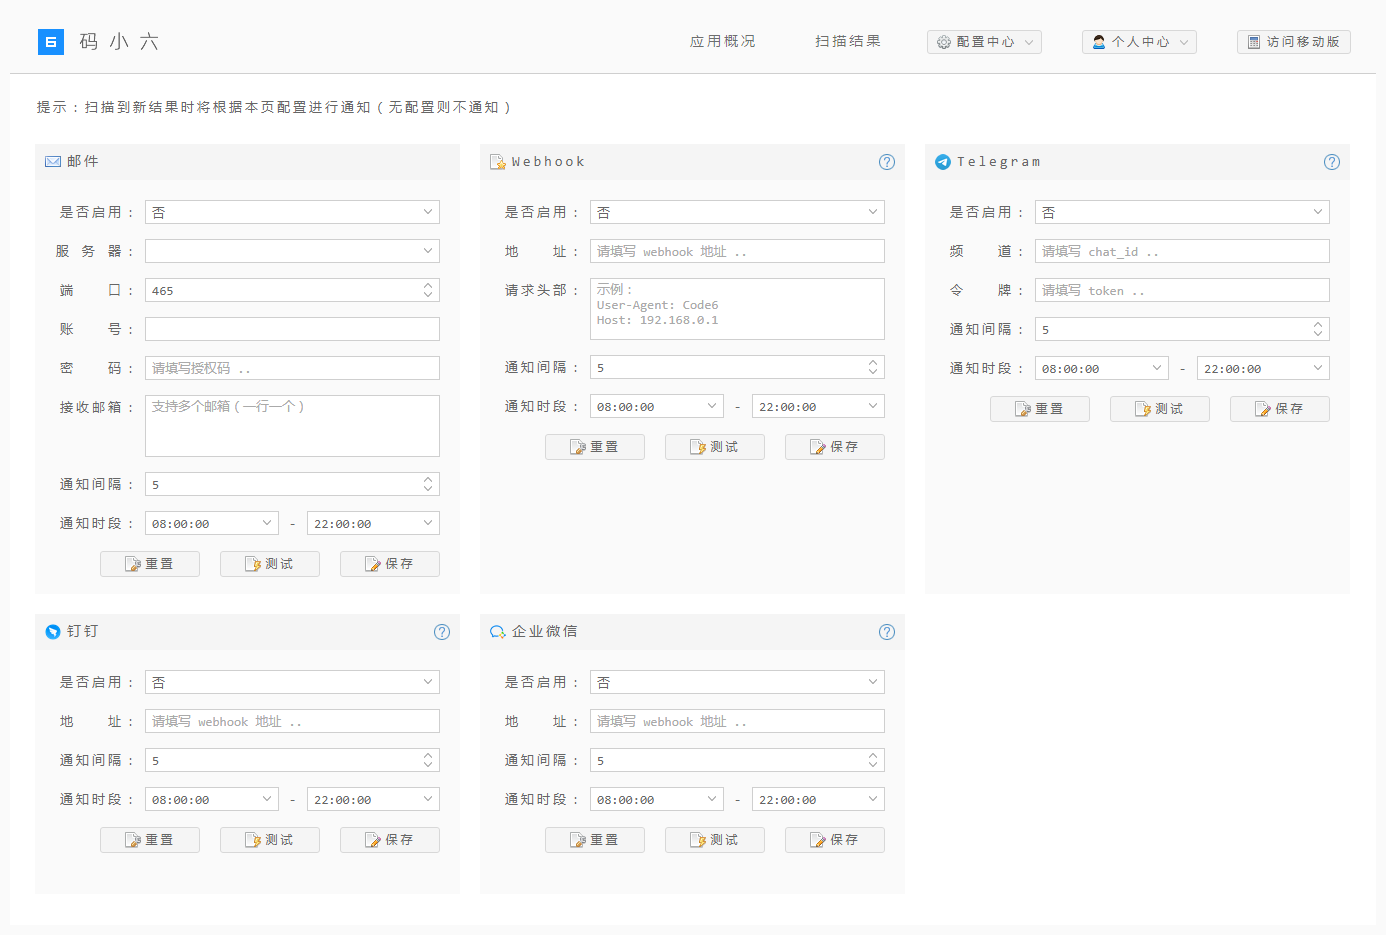 码小六
应用概况 扫描结果 配置中心 个人中心 访问移动版
提示：扫描到新结果时将根据本页配置进行通知（无配置则不通知）
邮件
是否启用： 否
服务器：
端口： 465
账号：
密码： 请填写授权码 ..
接收邮箱： 支持多个邮箱（一行一个）
通知间隔： 5
通知时段： 08:00:00 - 22:00:00
重置 测试 保存
Webhook
是否启用： 否
地址： 请填写 webhook 地址 ..
请求头部： 示例：
User-Agent: Code6
Host: 192.168.0.1
通知间隔： 5
通知时段： 08:00:00 - 22:00:00
重置 测试 保存
Telegram
是否启用： 否
频道： 请填写 chat_id ..
令牌： 请填写 token ..
通知间隔： 5
通知时段： 08:00:00 - 22:00:00
重置 测试 保存
钉钉
是否启用： 否
地址： 请填写 webhook 地址 ..
通知间隔： 5
通知时段： 08:00:00 - 22:00:00
重置 测试 保存
企业微信
是否启用： 否
地址： 请填写 webhook 地址 ..
通知间隔： 5
通知时段： 08:00:00 - 22:00:00
重置 测试 保存